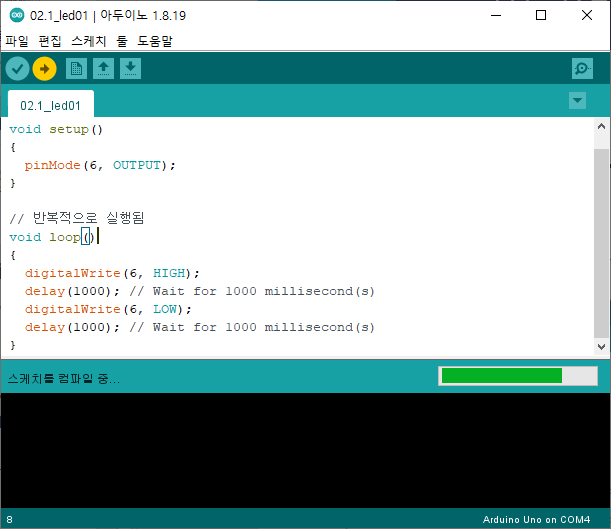 02.1_led01 | 아두이노 1.8.19
파일 편집 스케치 툴 도움말
02.1_led01
void setup()
{
  pinMode(6, OUTPUT);
}
// 반복적으로 실행됨
void loop()
{
  digitalWrite(6, HIGH);
  delay(1000); // Wait for 1000 millisecond(s)
  digitalWrite(6, LOW);
  delay(1000); // Wait for 1000 millisecond(s)
}
스케치를 컴파일 중...
8 Arduino Uno on COM4